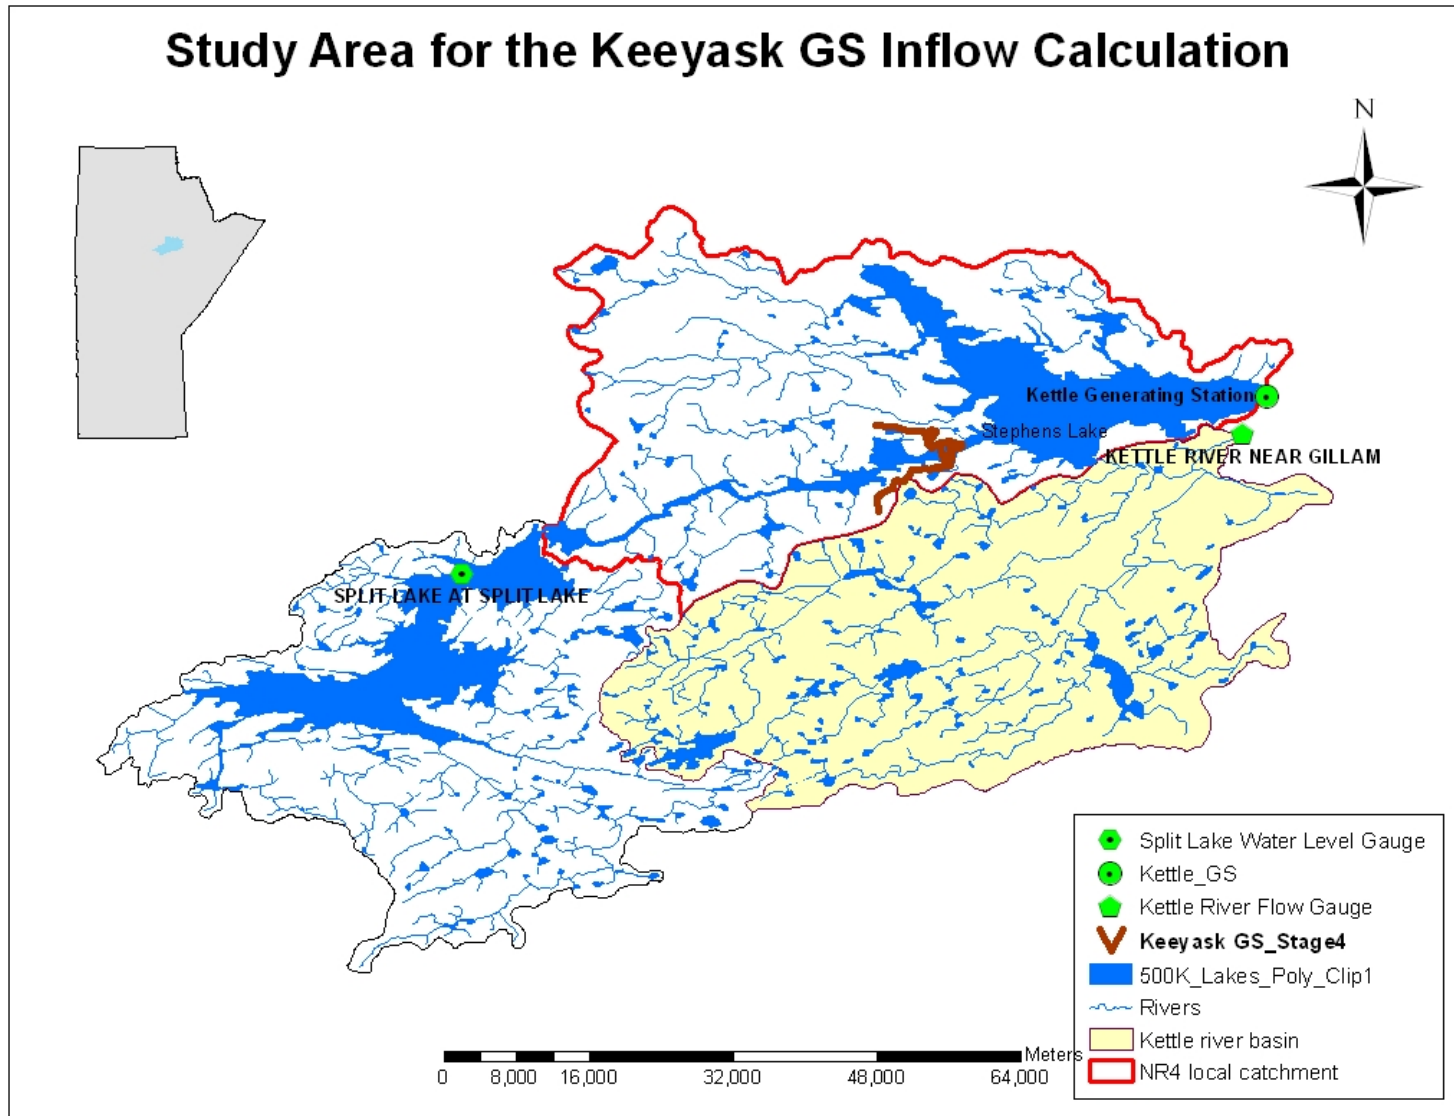 Study Area for the Keeyask GS Inflow Calculation
N
Kettle Generating Station
Stephens Lake
KETTLE RIVER NEAR GILLAM
SPLIT LAKE AT SPLIT LAKE
Split Lake Water Level Gauge
Kettle_GS
Kettle River Flow Gauge
Keeyask GS_Stage4
500K_Lakes_Poly_Clip1
Rivers
Kettle river basin
NR4 local catchment
Meters
0 8,000 16,000 32,000 48,000 64,000